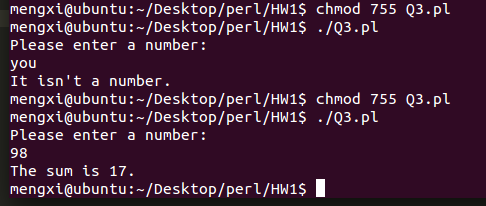 mengxi@ubuntu:~/Desktop/perl/HW1$ chmod 755 Q3.pl
mengxi@ubuntu:~/Desktop/perl/HW1$ ./Q3.pl
Please enter a number:
you
It isn't a number.
mengxi@ubuntu:~/Desktop/perl/HW1$ chmod 755 Q3.pl
mengxi@ubuntu:~/Desktop/perl/HW1$ ./Q3.pl
Please enter a number:
98
The sum is 17.
mengxi@ubuntu:~/Desktop/perl/HW1$